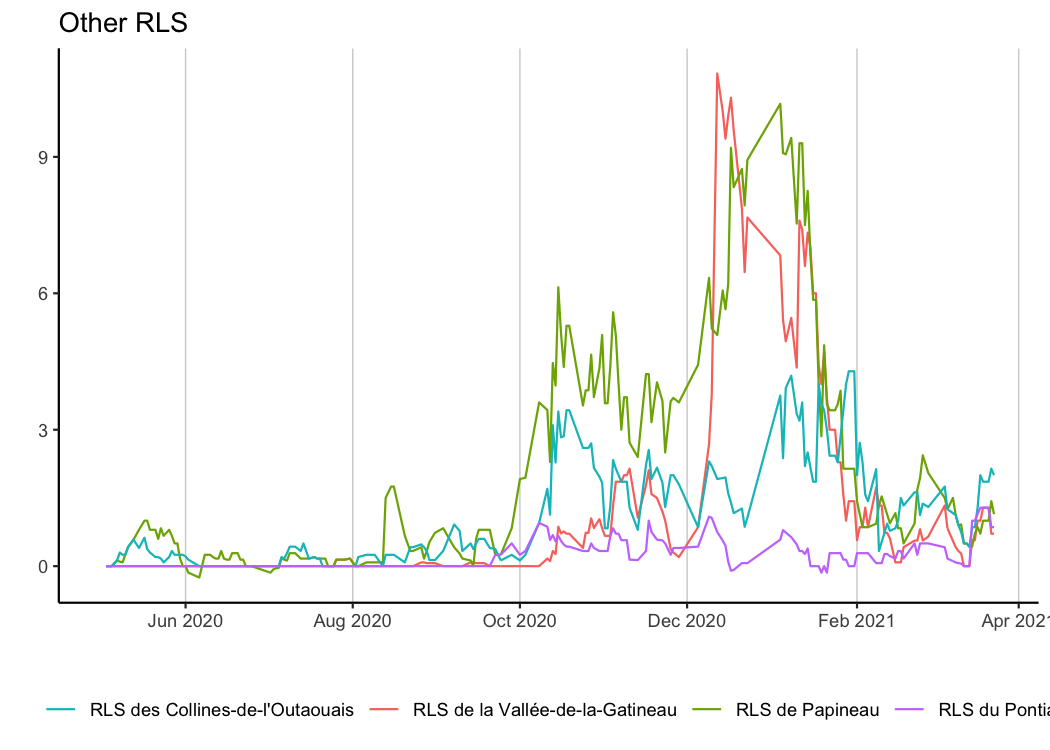 Other RLS
9
6
3
0
Jun 2020 Aug 2020 Oct 2020 Dec 2020 Feb 2021 Apr 2021
RLS des Collines-de-l'Outaouais RLS de la Vallée-de-la-Gatineau RLS de Papineau RLS du